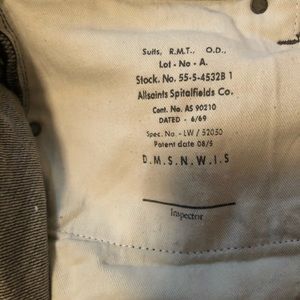 Suits, R.M.T., O.D.,
Lot - No - A.
Stock. No. 55-S-4532B 1
Allsaints Spitalfields Co.
Cont. No. AS 90210
DATED - 6/69
Spec. No. - LW / 52050
Patent date 08/5
D.M.S.N.W.I.S
Inspector